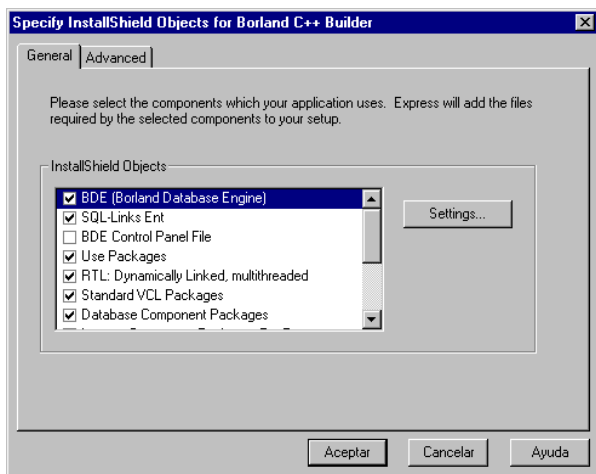 Specify InstallShield Objects for Borland C++ Builder
General Advanced
Please select the components which your application uses. Express will add the files
required by the selected components to your setup.
InstallShield Objects
BDE (Borland Database Engine)
SQL-Links Ent
BDE Control Panel File
Use Packages
RTL: Dynamically Linked, multithreaded
Standard VCL Packages
Database Component Packages
Settings...
Aceptar Cancelar Ayuda